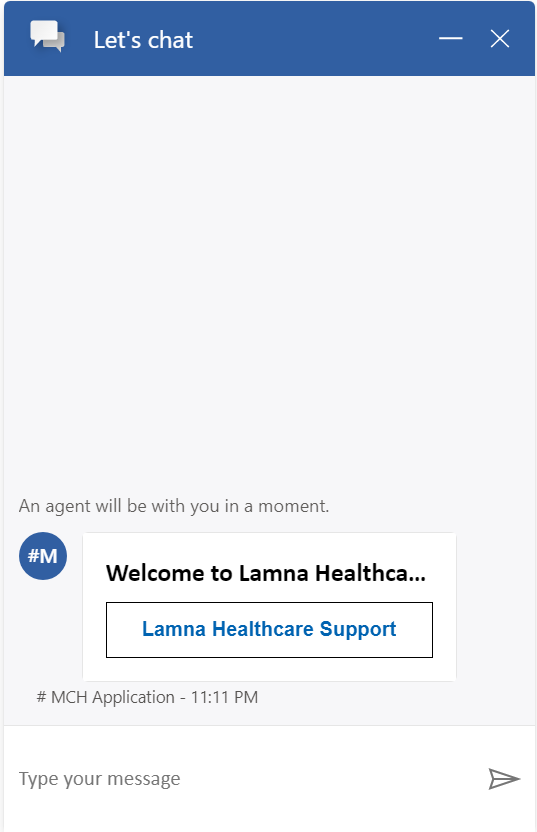 Let's chat
An agent will be with you in a moment.
#M
Welcome to Lamna Healthca...
Lamna Healthcare Support
# MCH Application - 11:11 PM
Type your message